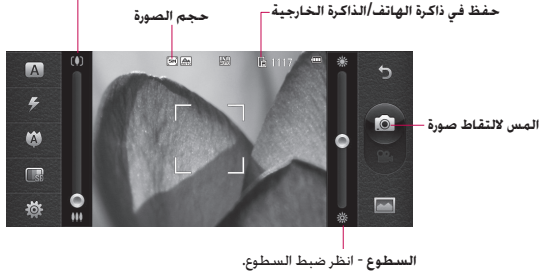 حفظ في ذاكرة الهاتف/الذاكرة الخارجية
حجم الصورة
1117
A
المس لالتقاط صورة
السطوع - انظر ضبط السطوع.